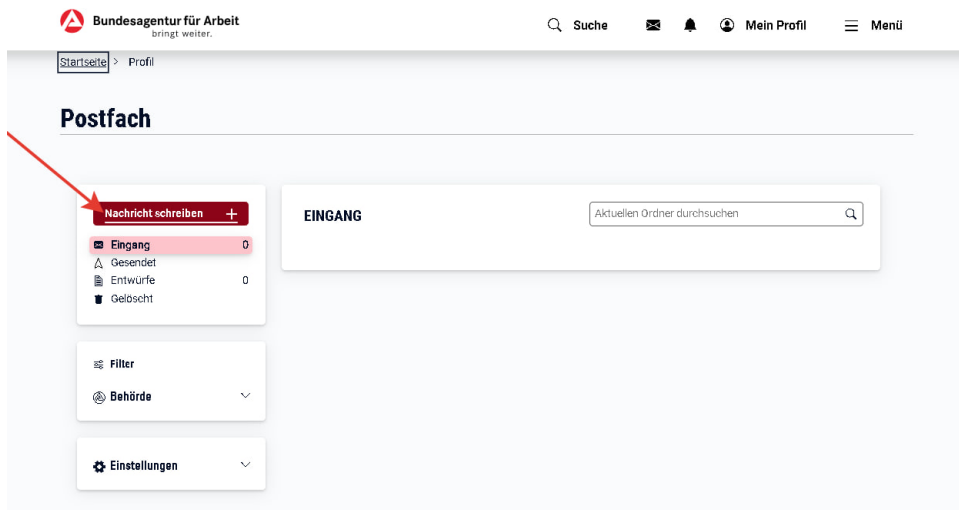 Bundesagentur für Arbeit
bringt weiter.
Suche
Mein Profil
Menü
Startseite > Profil
Postfach
Nachricht schreiben +
Eingang 0
Gesendet
Entwürfe 0
Gelöscht
EINGANG
Aktuellen Ordner durchsuchen
Filter
Behörde
Einstellungen